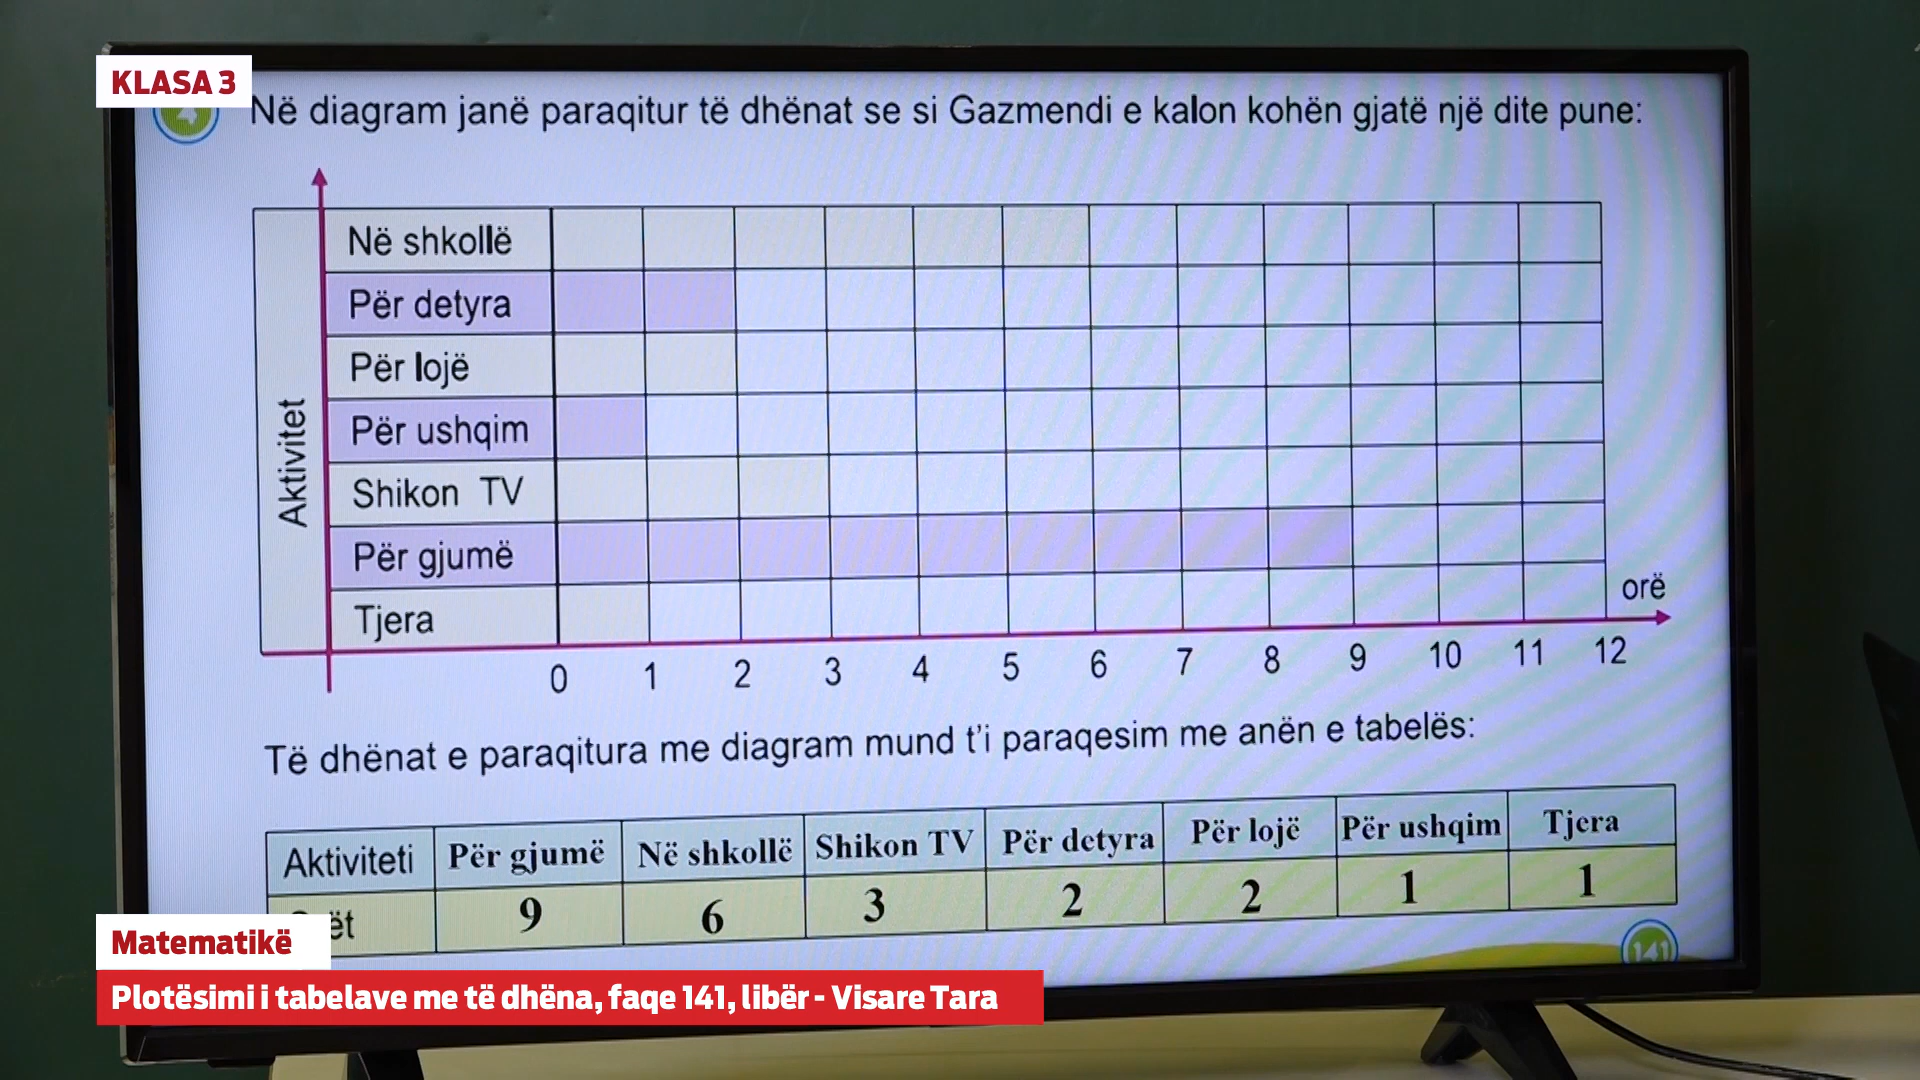 KLASA 3
Në diagram janë paraqitur të dhënat se si Gazmendi e kalon kohën gjatë një dite pune:
Në shkollë
Për detyra
Për lojë
Për ushqim
Shikon TV
Për gjumë
Tjera
Aktivitet
orë
0 1 2 3 4 5 6 7 8 9 10 11 12
Të dhënat e paraqitura me diagram mund t'i paraqesim me anën e tabelës:
Aktiviteti Për gjumë Në shkollë Shikon TV Për detyra Për lojë Për ushqim Tjera
9 6 3 2 2 1 1
141
Matematikë
Plotësimi i tabelave me të dhëna, faqe 141, libër - Visare Tara